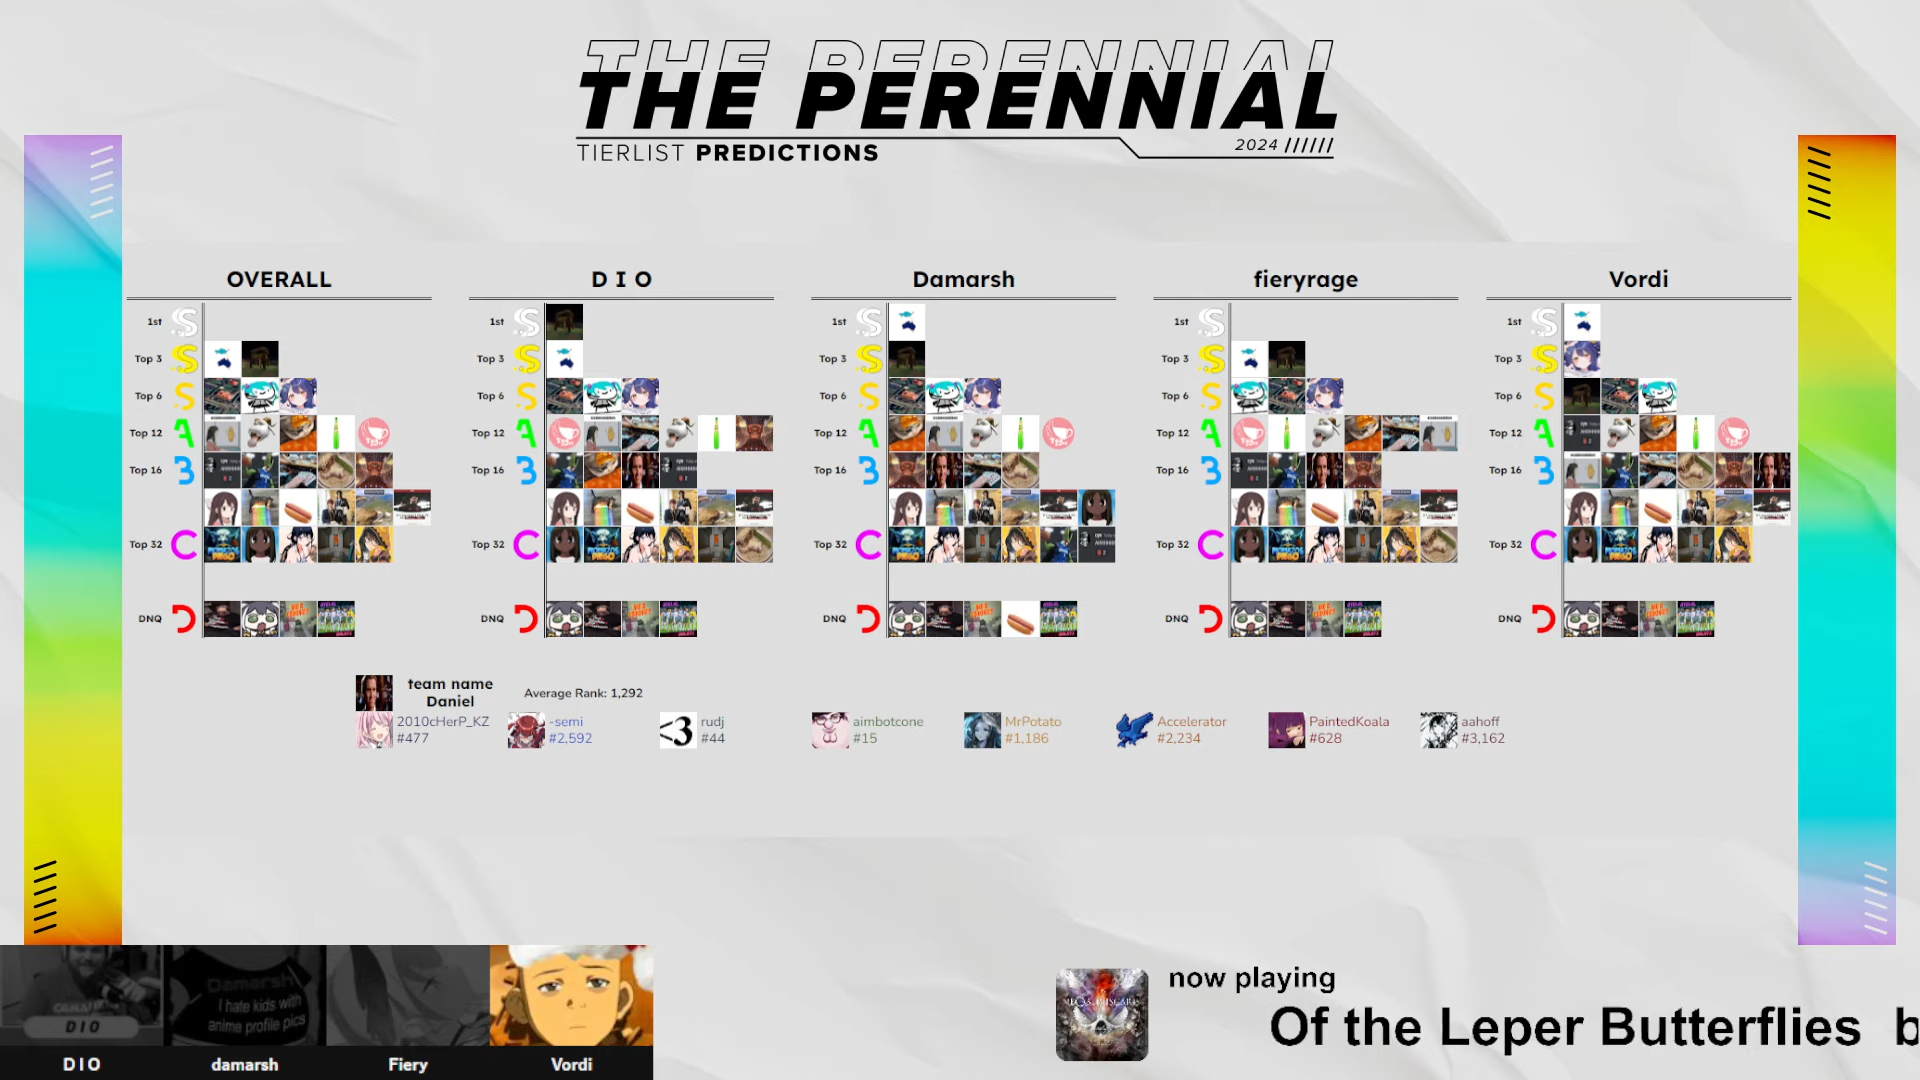 THE PERENNIAL
THE PERENNIAL
TIERLIST PREDICTIONS
2024
OVERALL
1st S
Top 3 S
Top 6 S
Top 12 A
Top 16 B
Top 32 C
DNQ D
D I O
1st S
Top 3 S
Top 6 S
Top 12 A
Top 16 B
Top 32 C
DNQ D
Damarsh
1st S
Top 3 S
Top 6 S
Top 12 A
Top 16 B
Top 32 C
DNQ D
fieryrage
1st S
Top 3 S
Top 6 S
Top 12 A
Top 16 B
Top 32 C
DNQ D
Vordi
1st S
Top 3 S
Top 6 S
Top 12 A
Top 16 B
Top 32 C
DNQ D
team name
Daniel
Average Rank: 1,292
2010cHerP_KZ
#477
-semi
#2,592
<3
rudj
#44
aimbotcone
#15
MrPotato
#1,186
Accelerator
#2,234
PaintedKoala
#628
aahoff
#3,162
DIO
DIO
Damarsh
I hate kids with
anime profile pics
damarsh
Fiery
Vordi
now playing
Of the Leper Butterflies b